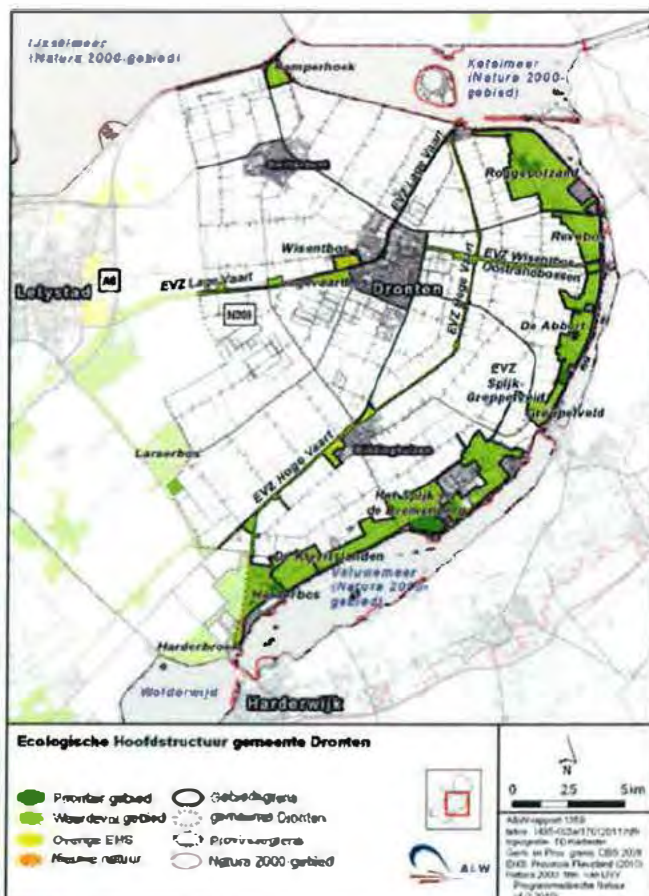 IJsselmeer
(Natura 2000-gebied)
Kamperhoek
Ketelmeer
(Natura 2000-
gebied)
EVZ Lage Vaart
Roggebotzand
Wisentbos
Revebos
EVZ Wisentbos
Oostrandbossen
EVZ Lage Vaart
Lelystad
A6
Dronten
EVZ Hoge Vaart
N309
De Abbert
EVZ
Spijk-
Greppelveld
Greppelveld
Biddinghuizen
Larserbos
EVZ Hoge Vaart
Het Spijk
Veluwemeer
(Natura 2000-
gebied)
Harderbos
Harderbroek
Wolderwijd
Harderwijk
Ecologische Hoofdstructuur gemeente Dronten
Prioritair gebied
Waardevol gebied
Overige EHS
Nieuwe natuur
Gebiedsgrens
gemeente Dronten
Provinciegrens
Natura 2000-gebied
N
0 2.5 5 km
A&W